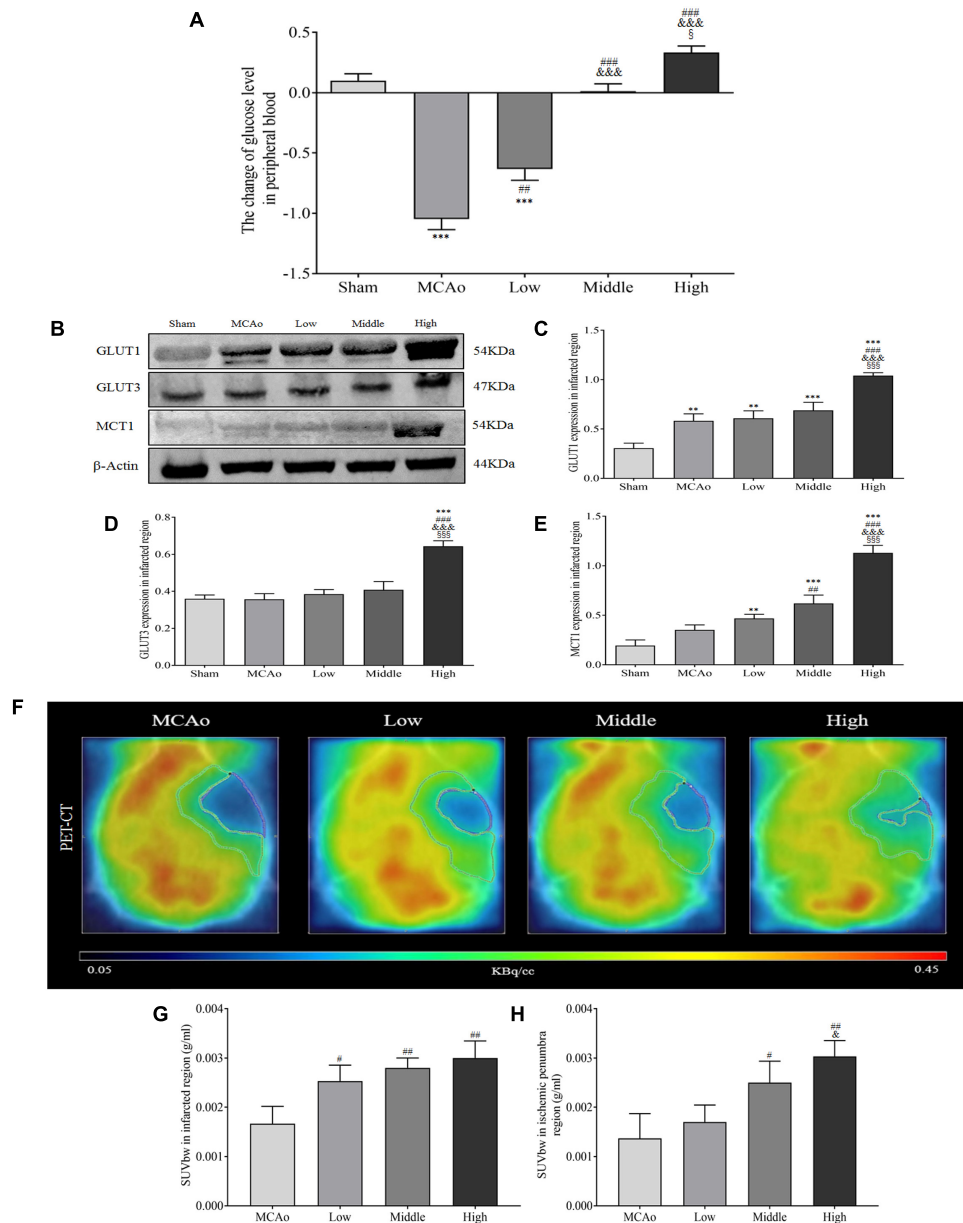 A
The change of glucose level
in peripheral blood
0.5
0.0
-0.5
-1.0
-1.5
***
##
***
###
&&&
###
&&&
§
Sham MCAo Low Middle High
B
Sham MCAo Low Middle High
GLUT1 54KDa
GLUT3 47KDa
MCT1 54KDa
β-Actin 44KDa
C
GLUT1 expression in infarcted region
1.5
1.0
0.5
0.0
**
**
***
***
###
&&&
§§§
Sham MCAo Low Middle High
D
GLUT3 expression in infarcted region
0.8
0.6
0.4
0.2
0.0
***
###
&&&
§§§
Sham MCAo Low Middle High
E
MCT1 expression in infarcted region
1.5
1.0
0.5
0.0
**
***
##
***
###
&&&
§§§
Sham MCAo Low Middle High
F
MCAo Low Middle High
PET-CT
0.05 KBq/cc 0.45
G
SUVbw in infarcted region (g/ml)
0.004
0.003
0.002
0.001
0.000
#
##
##
MCAo Low Middle High
H
SUVbw in ischemic penumbra
region (g/ml)
0.004
0.003
0.002
0.001
0.000
#
##
&
MCAo Low Middle High